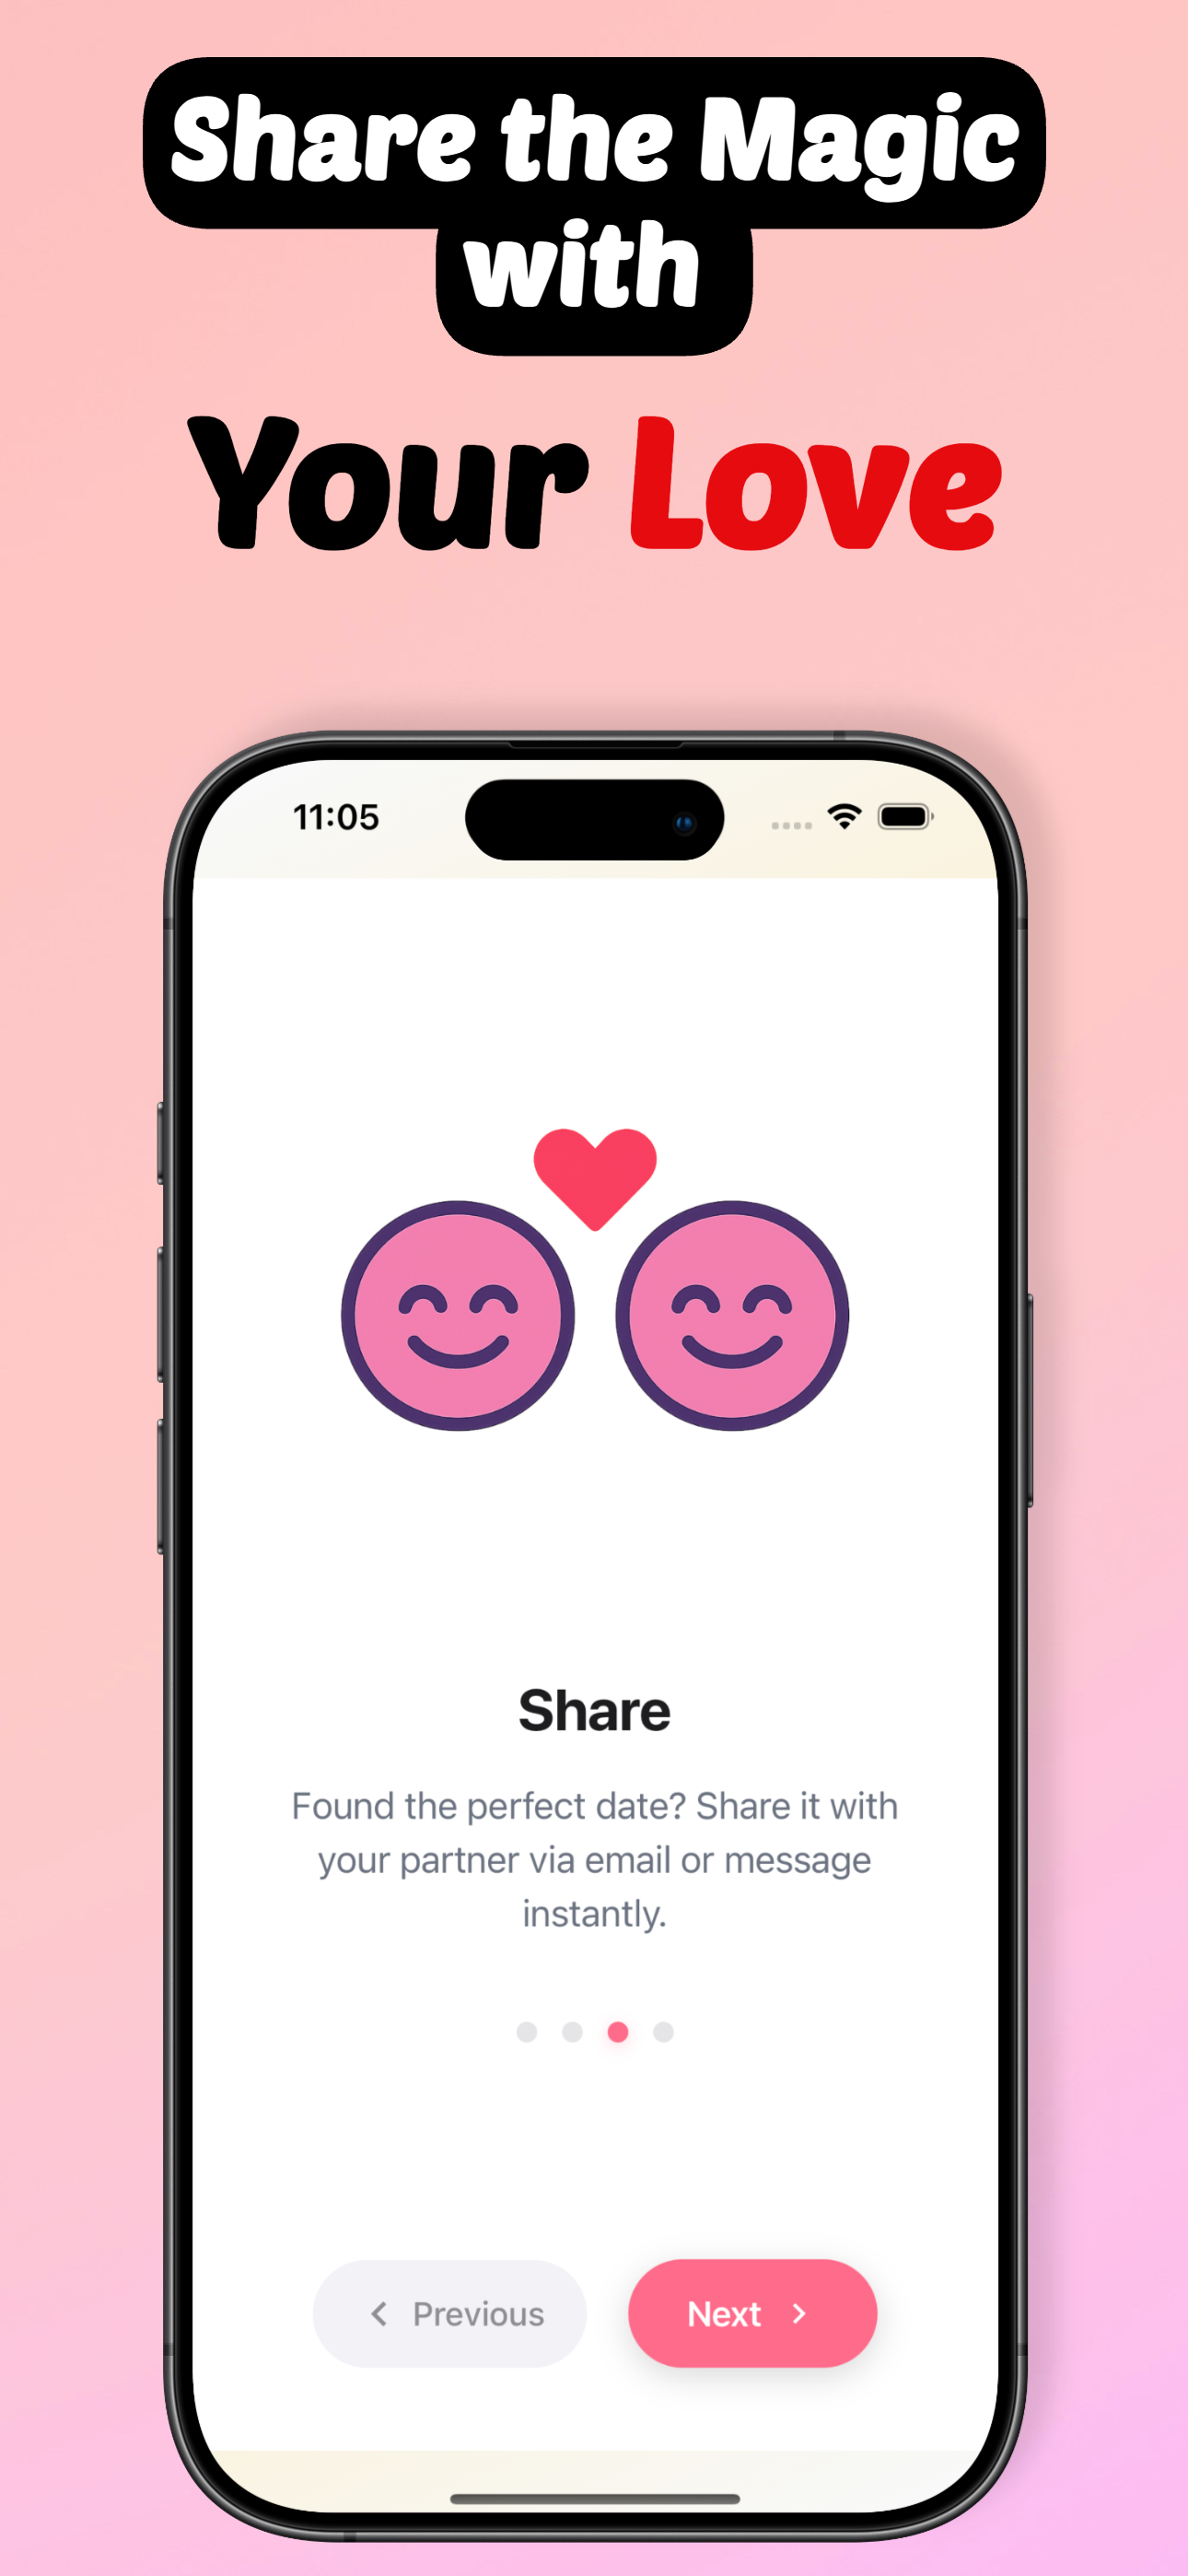 Share the Magic
with
Your Love
11:05
Share
Found the perfect date? Share it with
your partner via email or message
instantly.
Previous
Next